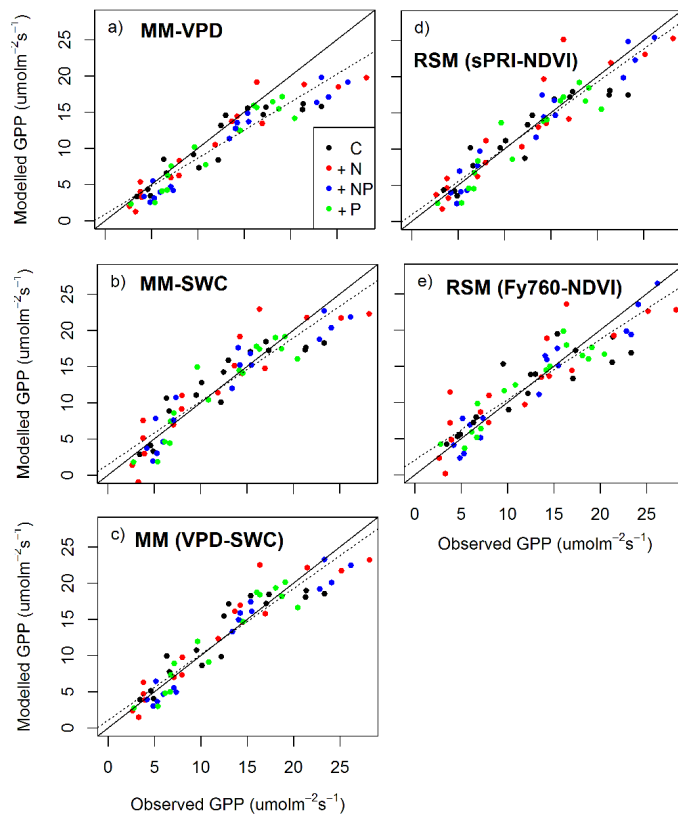 a) MM-VPD
Modelled GPP (umolm⁻²s⁻¹)
0 5 10 15 20 25
C
+ N
+ NP
+ P
d)
RSM (sPRI-NDVI)
0 5 10 15 20 25
b) MM-SWC
Modelled GPP (umolm⁻²s⁻¹)
0 5 10 15 20 25
e) RSM (Fy760-NDVI)
0 5 10 15 20 25
0 5 10 15 20 25
Observed GPP (umolm⁻²s⁻¹)
c) MM (VPD-SWC)
Modelled GPP (umolm⁻²s⁻¹)
0 5 10 15 20 25
0 5 10 15 20 25
Observed GPP (umolm⁻²s⁻¹)